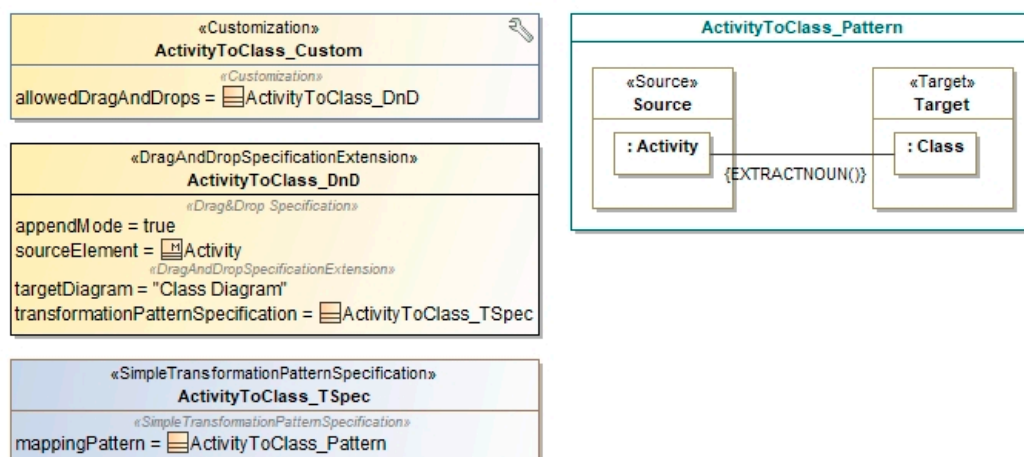 «Customization»
ActivityToClass_Custom
«Customization»
allowedDragAndDrops = ActivityToClass_DnD
«DragAndDropSpecificationExtension»
ActivityToClass_DnD
«Drag&Drop Specification»
appendMode = true
sourceElement = M Activity
«DragAndDropSpecificationExtension»
targetDiagram = "Class Diagram"
transformationPatternSpecification = ActivityToClass_TSpec
«SimpleTransformationPatternSpecification»
ActivityToClass_TSpec
«SimpleTransformationPatternSpecification»
mappingPattern = ActivityToClass_Pattern
ActivityToClass_Pattern
«Source»
Source
: Activity
{EXTRACTNOUN()}
«Target»
Target
: Class